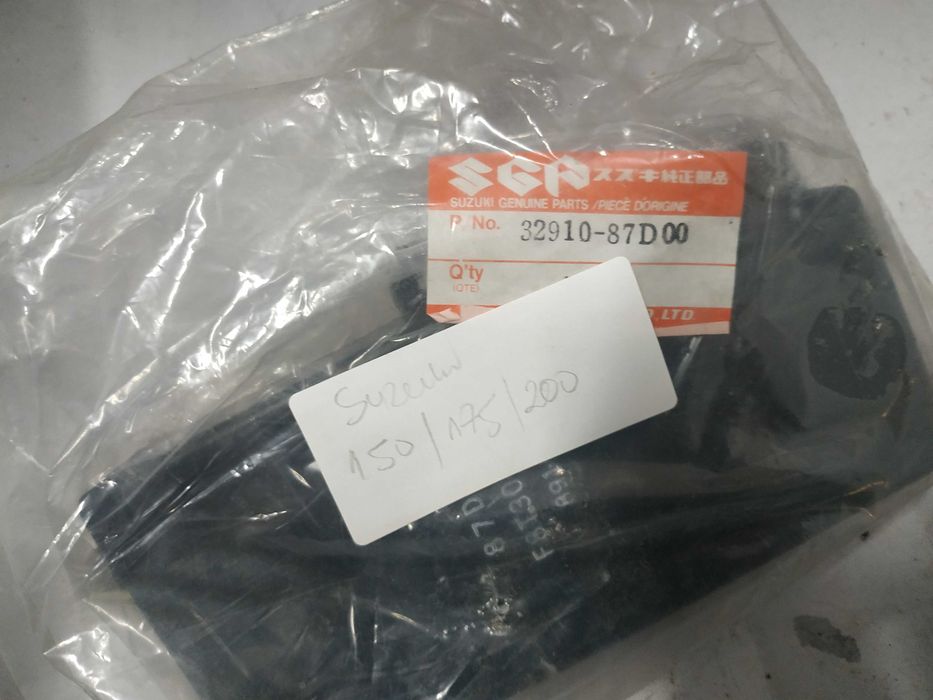 SGP スズキ純正部品
SUZUKI GENUINE PARTS /PIECE D'ORIGINE
P. No. 32910-87D00
Q'ty
(QTE)
O.,LTD.
Suzuki
150/175/200
87D
F8T30
A91